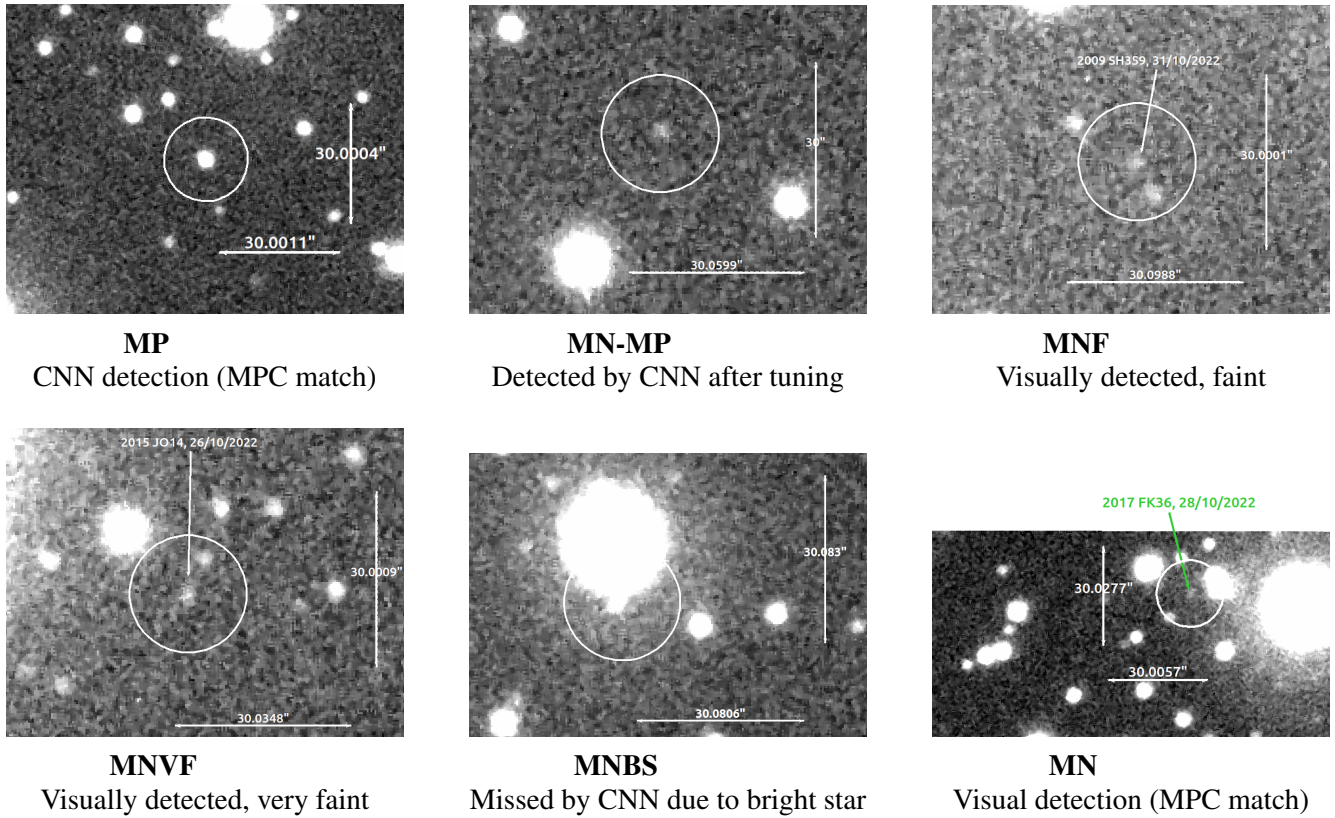 30.0004"
30.0011"
MP
CNN detection (MPC match)
30"
30.0599"
MN-MP
Detected by CNN after tuning
2009 SH359, 31/10/2022
30.0001"
30.0988"
MNF
Visually detected, faint
2015 JO14, 26/10/2022
30.0009"
30.0348"
MNVF
Visually detected, very faint
30.083"
30.0806"
MNBS
Missed by CNN due to bright star
2017 FK36, 28/10/2022
30.0277"
30.0057"
MN
Visual detection (MPC match)